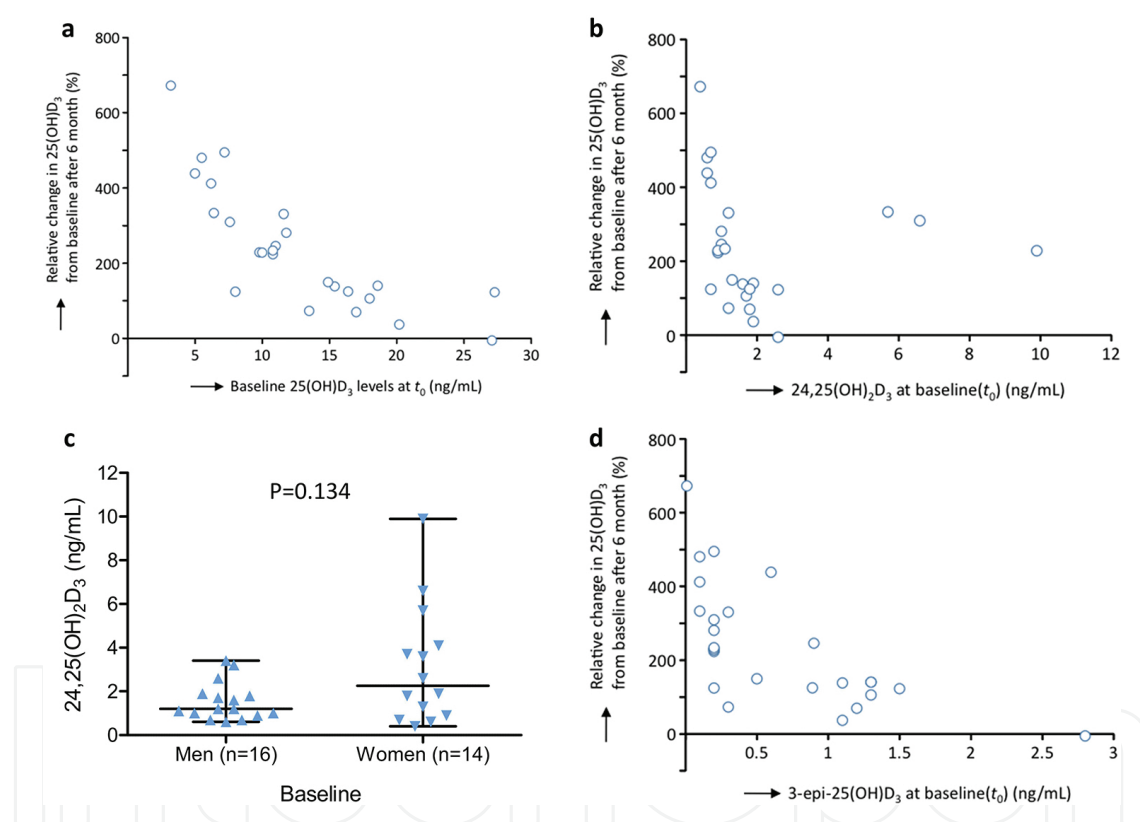 a
Relative change in 25(OH)D₃
from baseline after 6 month (%)
800
600
400
200
0
5 10 15 20 25 30
Baseline 25(OH)D₃ levels at t₀ (ng/mL)
b
Relative change in 25(OH)D₃
from baseline after 6 month (%)
800
600
400
200
0
2 4 6 8 10 12
24,25(OH)₂D₃ at baseline(t₀) (ng/mL)
c
P=0.134
24,25(OH)₂D₃ (ng/mL)
12
10
8
6
4
2
0
Men (n=16) Women (n=14)
Baseline
d
Relative change in 25(OH)D₃
from baseline after 6 month (%)
800
600
400
200
0
0.5 1 1.5 2 2.5 3
3-epi-25(OH)D₃ at baseline(t₀) (ng/mL)